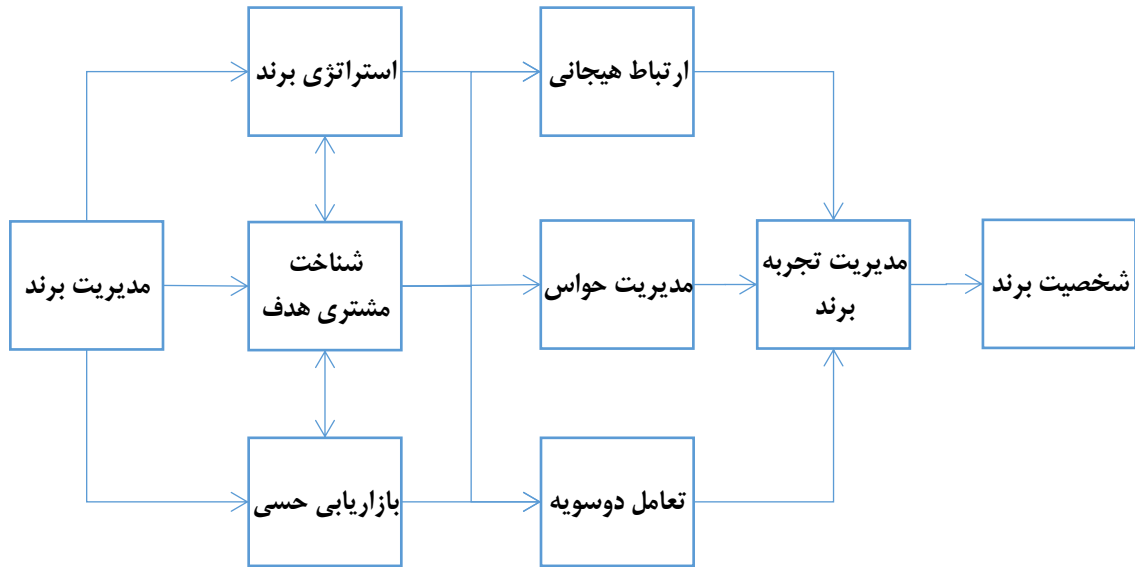 استراتژی برند
ارتباط هیجانی
مدیریت برند
شناخت
مشتری هدف
مدیریت حواس
مدیریت تجربه
برند
شخصیت برند
بازاریابی حسی
تعامل دوسویه